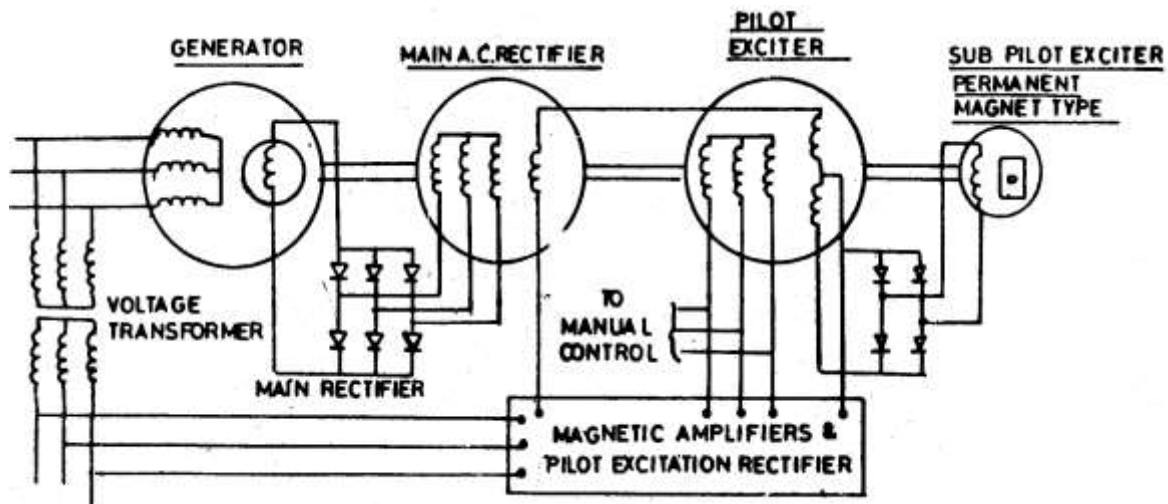 GENERATOR
MAIN A.C.RECTIFIER
PILOT
EXCITER
SUB PILOT EXCITER
PERMANENT
MAGNET TYPE
VOLTAGE
TRANSFORMER
MAIN RECTIFIER
TO
MANUAL
CONTROL
MAGNETIC AMPLIFIERS &
PILOT EXCITATION RECTIFIER